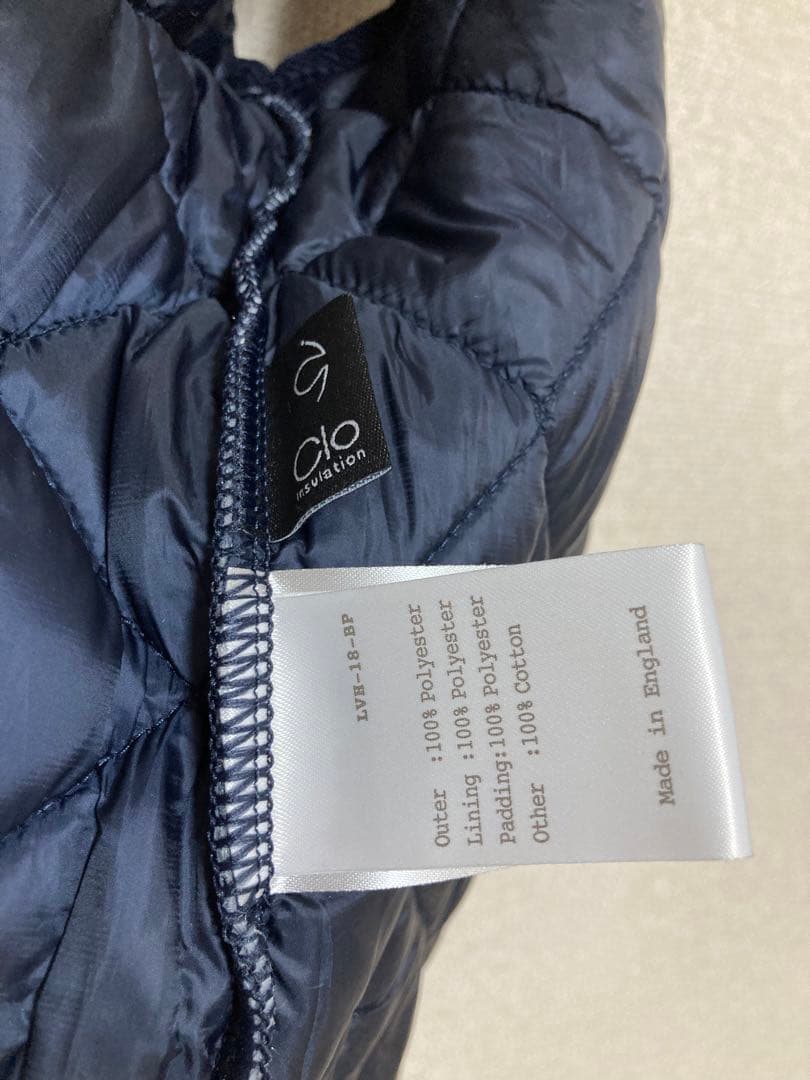 Clo
insulation
LVH-18-BP
Outer :100% Polyester
Lining :100% Polyester
Padding:100% Polyester
Other :100% Cotton
Made in England